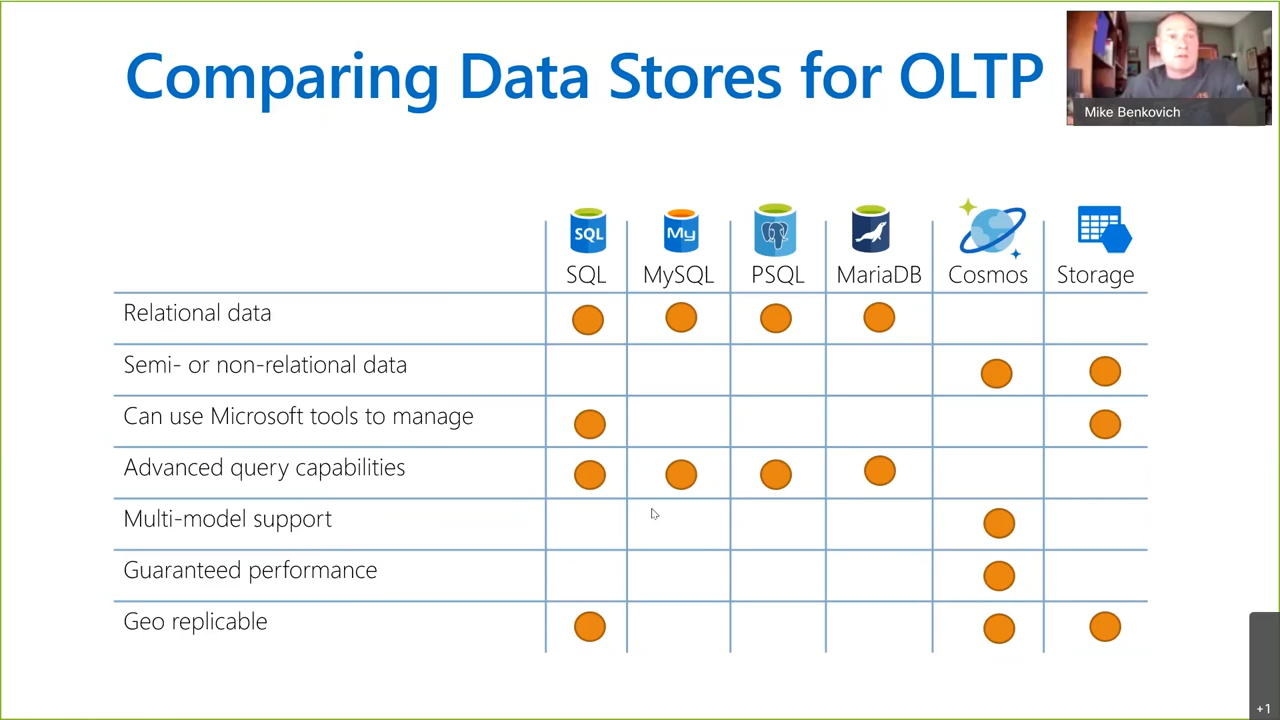 Comparing Data Stores for OLTP
Mike Benkovich
SQL
My
SQL
MySQL
PSQL
MariaDB
Cosmos
Storage
Relational data
Semi- or non-relational data
Can use Microsoft tools to manage
Advanced query capabilities
Multi-model support
Guaranteed performance
Geo replicable
+1